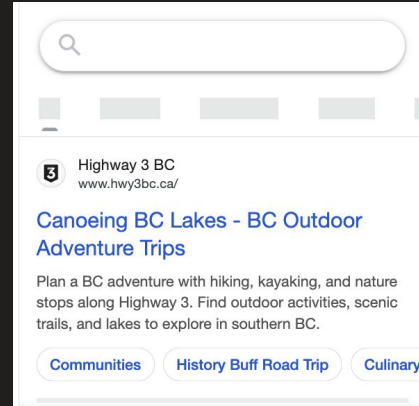 3
Highway 3 BC
www.hwy3bc.ca/
Canoeing BC Lakes - BC Outdoor
Adventure Trips
Plan a BC adventure with hiking, kayaking, and nature
stops along Highway 3. Find outdoor activities, scenic
trails, and lakes to explore in southern BC.
Communities
History Buff Road Trip
Culinary